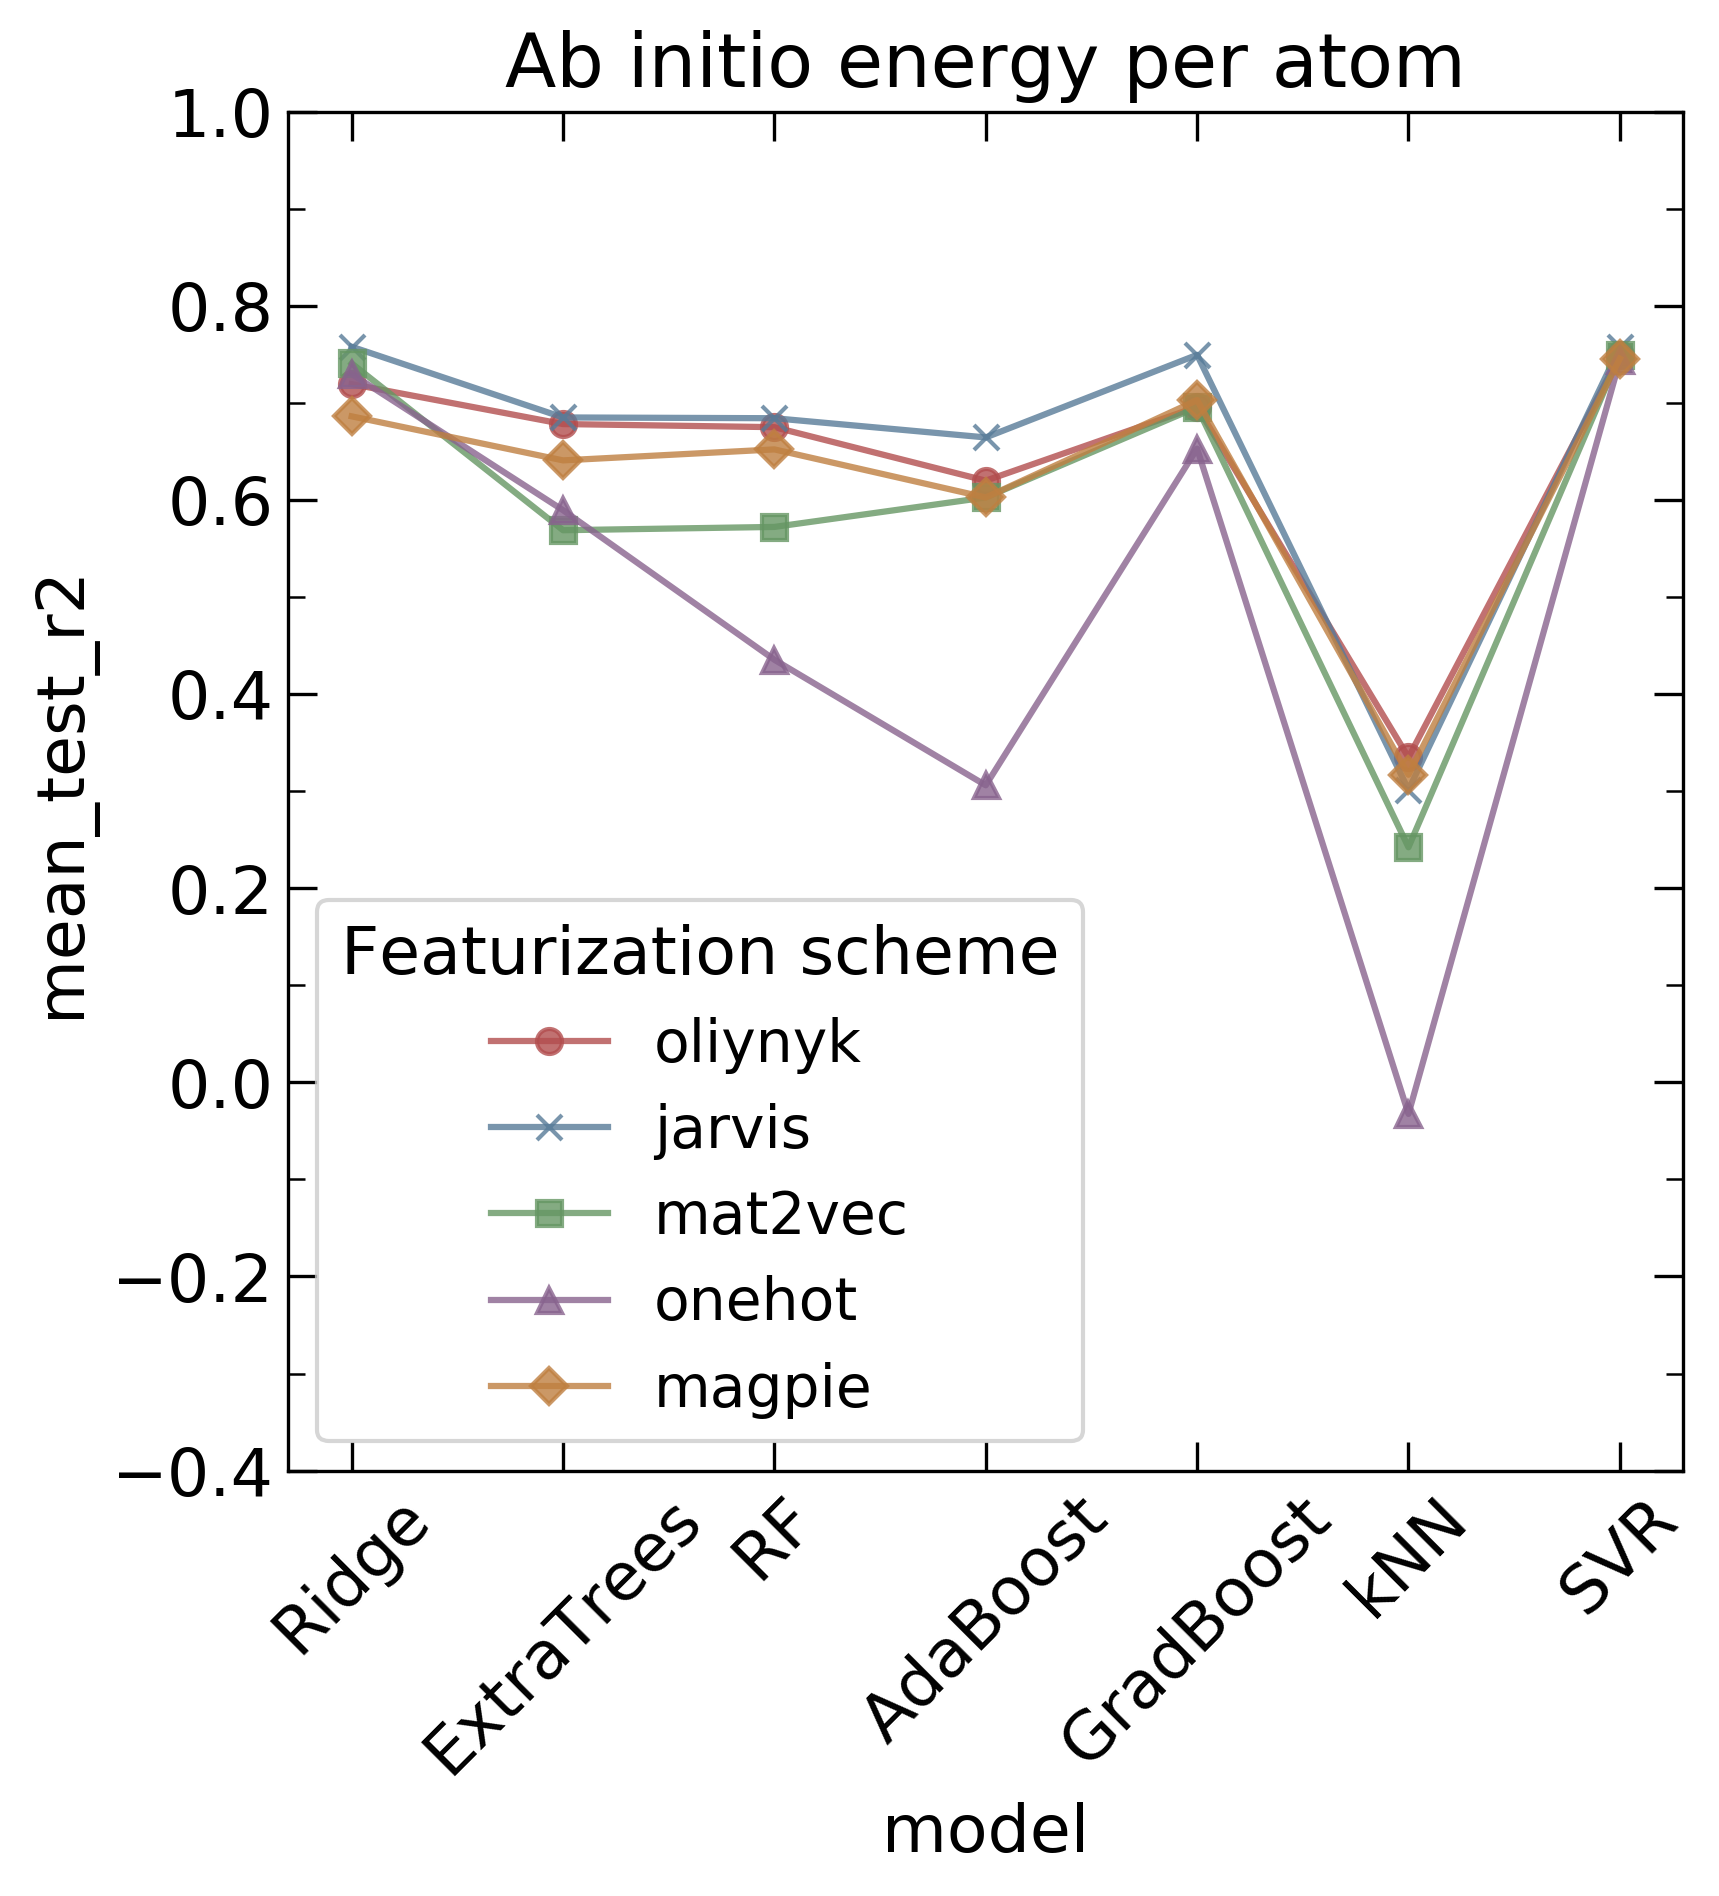 Ab initio energy per atom
1.0
0.8
0.6
0.4
0.2
0.0
−0.2
−0.4
mean_test_r2
Featurization scheme
oliynyk
jarvis
mat2vec
onehot
magpie
Ridge
ExtraTrees
RF
AdaBoost
GradBoost
kNN
SVR
model